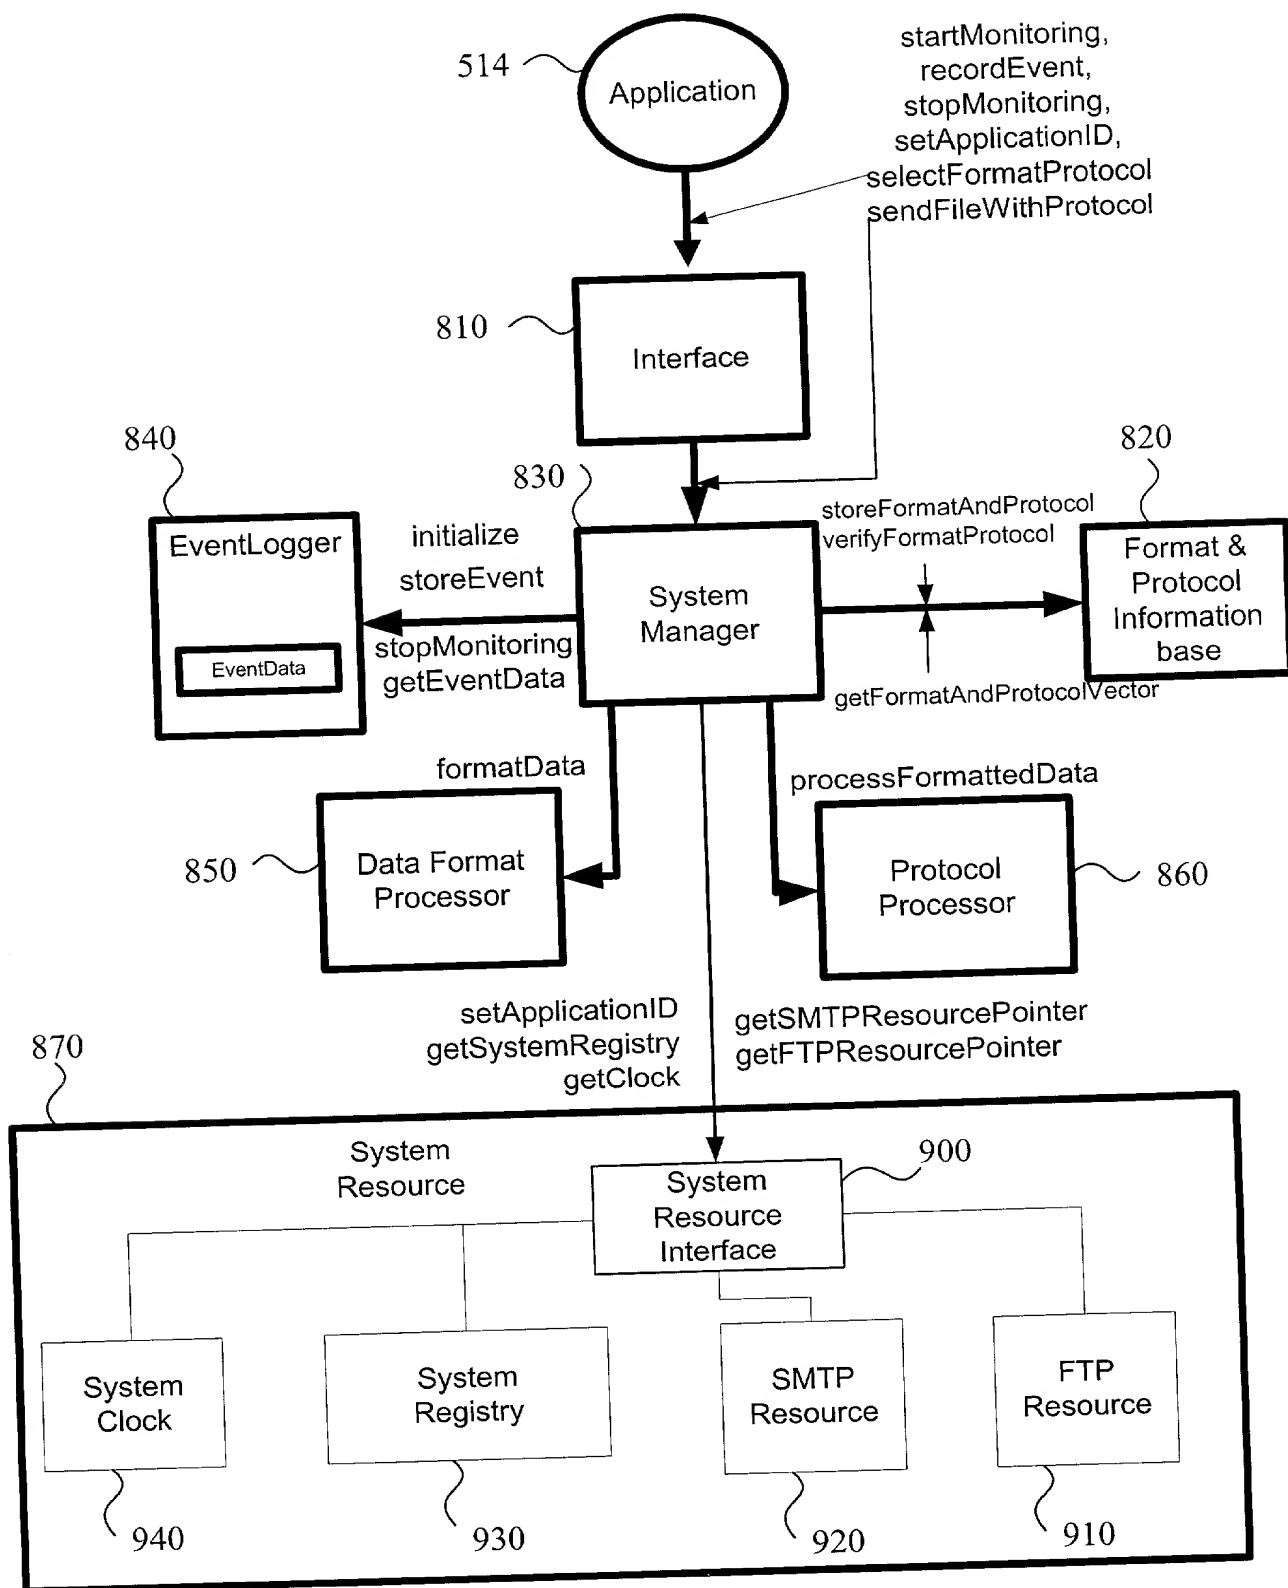 514
Application
startMonitoring,
recordEvent,
stopMonitoring,
setApplicationID,
selectFormatProtocol
sendFileWithProtocol
810
Interface
840
830
820
EventLogger
EventData
initialize
storeEvent
stopMonitoring
getEventData
System
Manager
storeFormatAndProtocol
verifyFormatProtocol
getFormatAndProtocolVector
Format &
Protocol
Information
base
formatData
processFormattedData
850
Data Format
Processor
Protocol
Processor
860
setApplicationID
getSystemRegistry
getClock
getSMTPResourcePointer
getFTPResourcePointer
870
System
Resource
900
System
Resource
Interface
System
Clock
System
Registry
SMTP
Resource
FTP
Resource
940
930
920
910